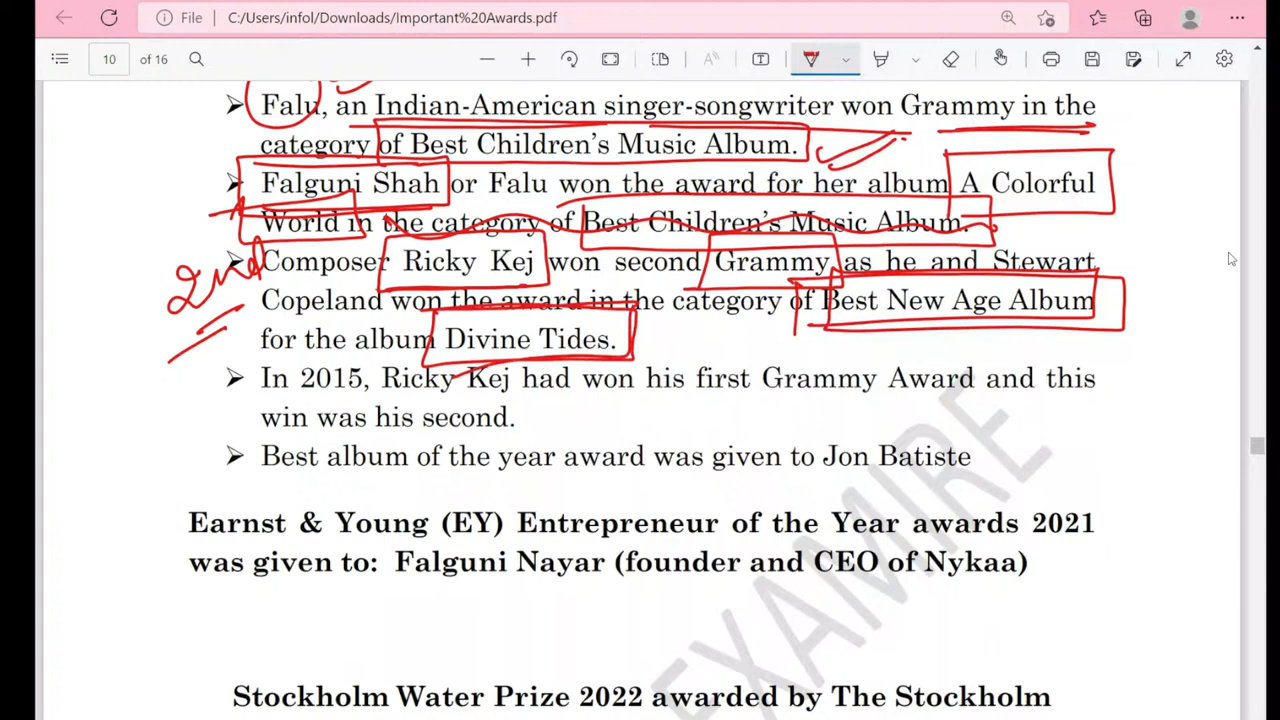 File C:/Users/infol/Downloads/Important%20Awards.pdf
10 of 16
➤ Falu, an Indian-American singer-songwriter won Grammy in the
category of Best Children's Music Album.
➤ Falguni Shah or Falu won the award for her album A Colorful
World in the category of Best Children's Music Album.
2nd
➤ Composer Ricky Kej won second Grammy as he and Stewart
Copeland won the award in the category of Best New Age Album
for the album Divine Tides.
➤ In 2015, Ricky Kej had won his first Grammy Award and this
win was his second.
➤ Best album of the year award was given to Jon Batiste
Earnst & Young (EY) Entrepreneur of the Year awards 2021
was given to: Falguni Nayar (founder and CEO of Nykaa)
Stockholm Water Prize 2022 awarded by The Stockholm
EXAMIRE